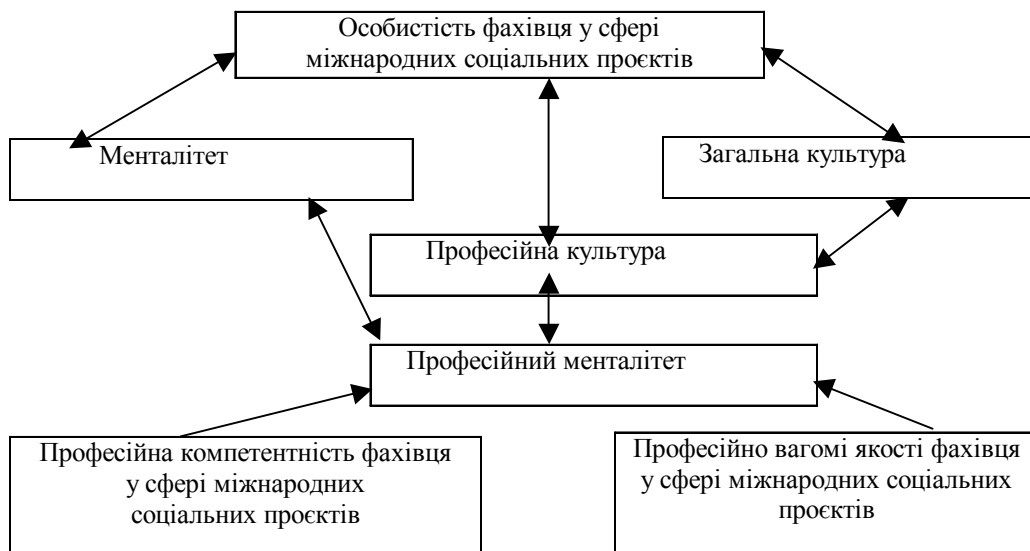 Особистість фахівця у сфері
міжнародних соціальних проєктів
Менталітет
Загальна культура
Професійна культура
Професійний менталітет
Професійна компетентність фахівця
у сфері міжнародних
соціальних проєктів
Професійно вагомі якості фахівця
у сфері міжнародних соціальних
проєктів